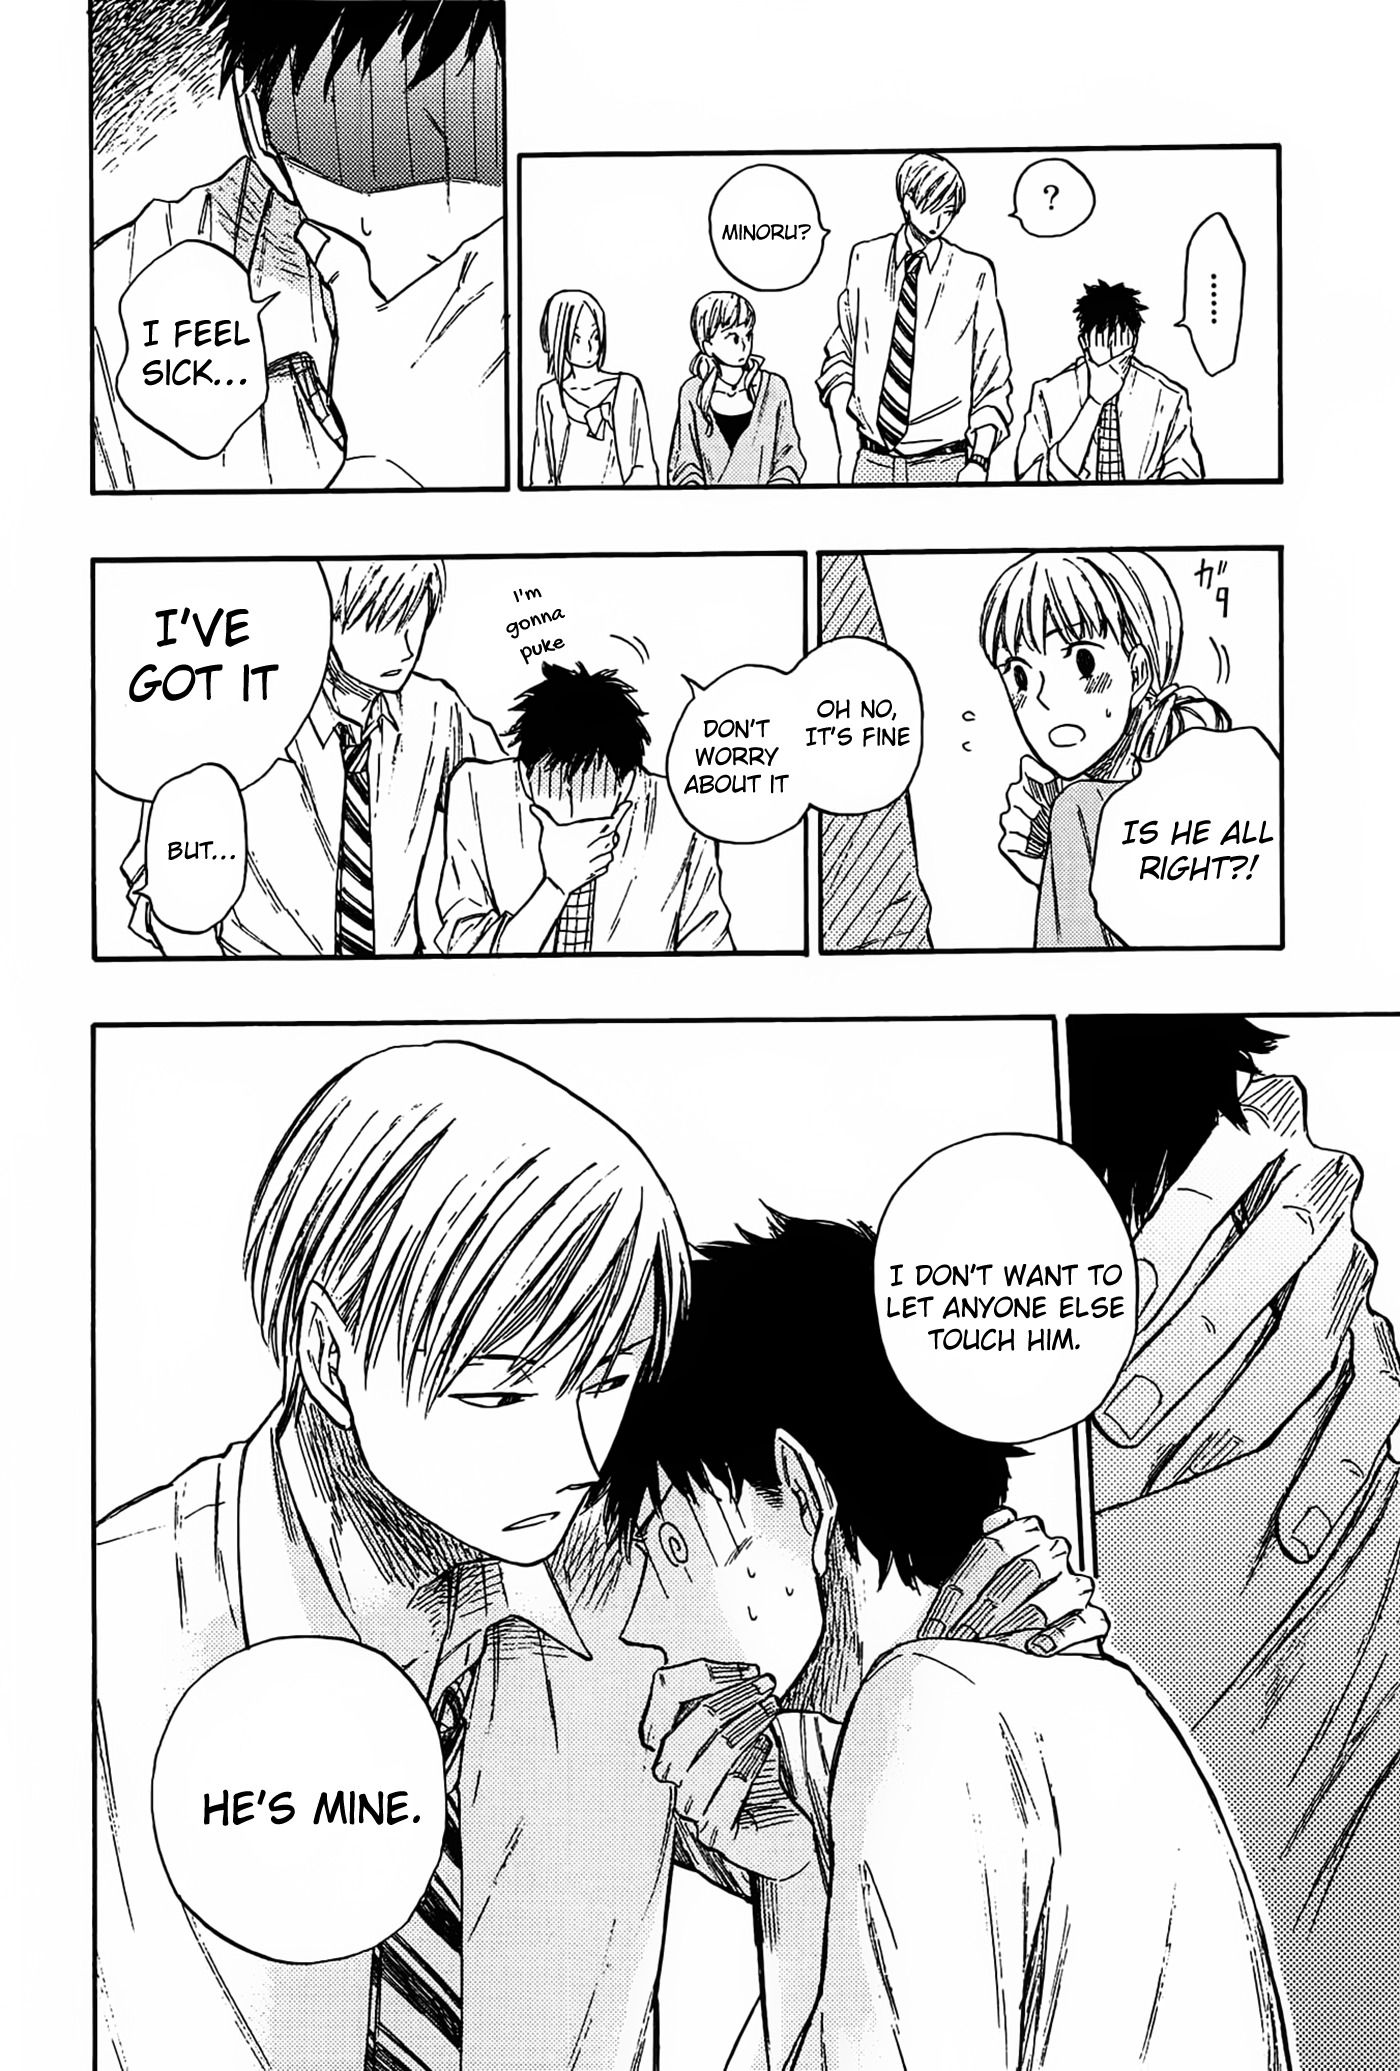 ?
MINORU?
……
I FEEL
SICK...
ガタ
IS HE ALL
RIGHT?!
OH NO,
IT'S FINE
DON'T
WORRY
ABOUT IT
I'm
gonna
puke
I'VE
GOT IT
BUT...
I DON'T WANT TO
LET ANYONE ELSE
TOUCH HIM.
HE'S MINE.